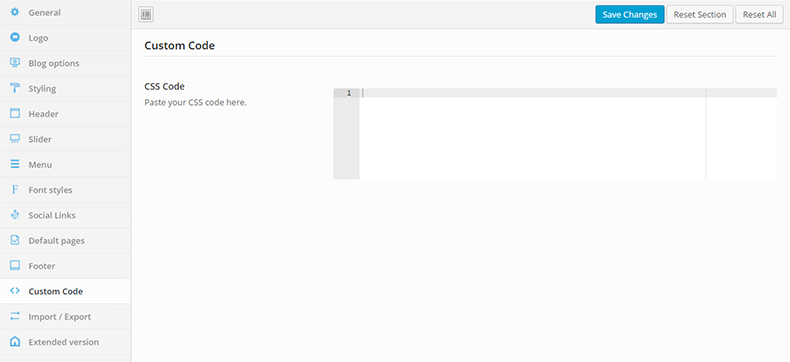 General
Logo
Blog options
Styling
Header
Slider
Menu
Font styles
Social Links
Default pages
Footer
Custom Code
Import / Export
Extended version
Save Changes Reset Section Reset All
Custom Code
CSS Code
Paste your CSS code here.
1